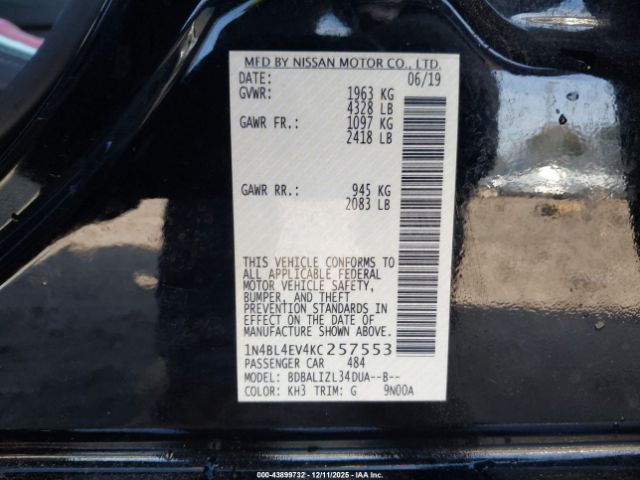 MFD BY NISSAN MOTOR CO., LTD.
DATE: 06/19
GVWR: 1963 KG
4328 LB
GAWR FR.: 1097 KG
2418 LB
GAWR RR.: 945 KG
2083 LB
THIS VEHICLE CONFORMS TO
ALL APPLICABLE FEDERAL
MOTOR VEHICLE SAFETY,
BUMPER, AND THEFT
PREVENTION STANDARDS IN
EFFECT ON THE DATE OF
MANUFACTURE SHOWN ABOVE.
1N4BL4EV4KC257553
PASSENGER CAR 484
MODEL: BDBALIZL34DUA--B--
COLOR: KH3 TRIM: G 9N00A
000-43899732 - 12/11/2025 - IAAI.COM